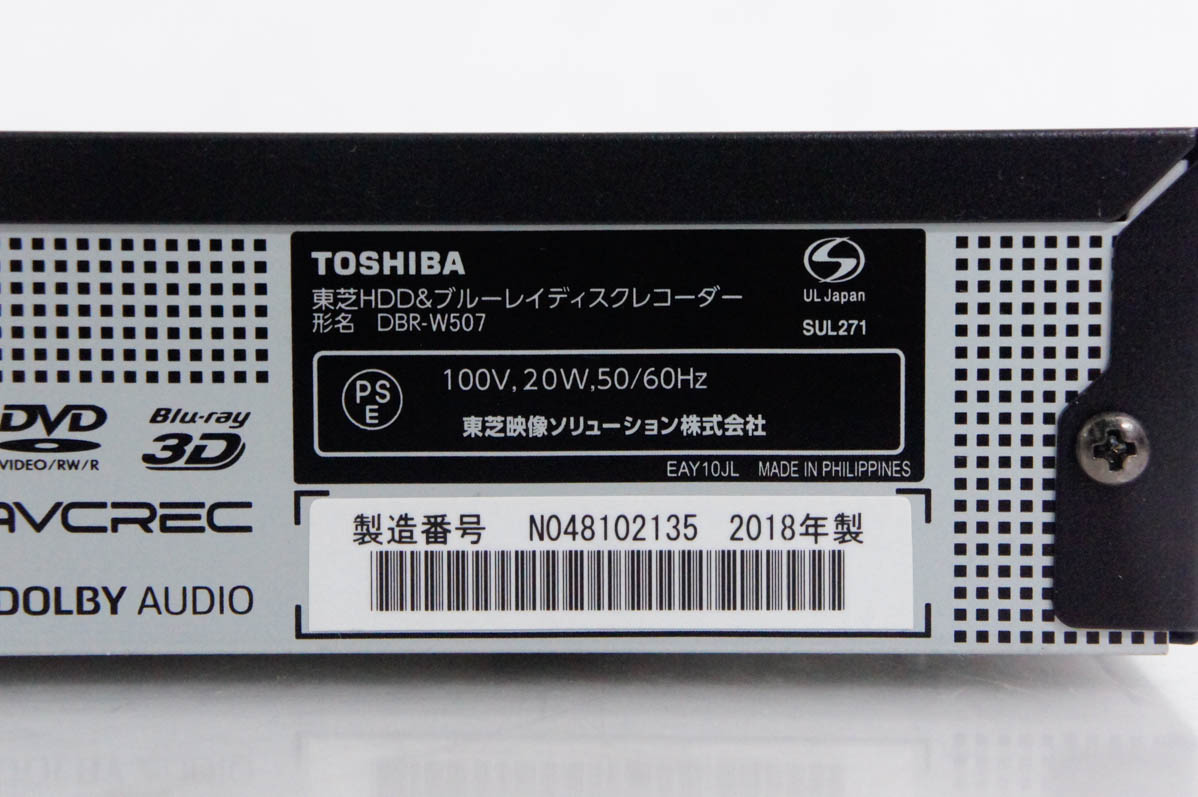 TOSHIBA
東芝HDD&ブルーレイディスクレコーダー
形名 DBR-W507
UL Japan
SUL271
PS
E
100V, 20W, 50/60Hz
東芝映像ソリューション株式会社
EAY10JL MADE IN PHILIPPINES
DVD
VIDEO/RW/R
Blu-ray
3D
AVCREC
DOLBY AUDIO
製造番号 N048102135 2018年製